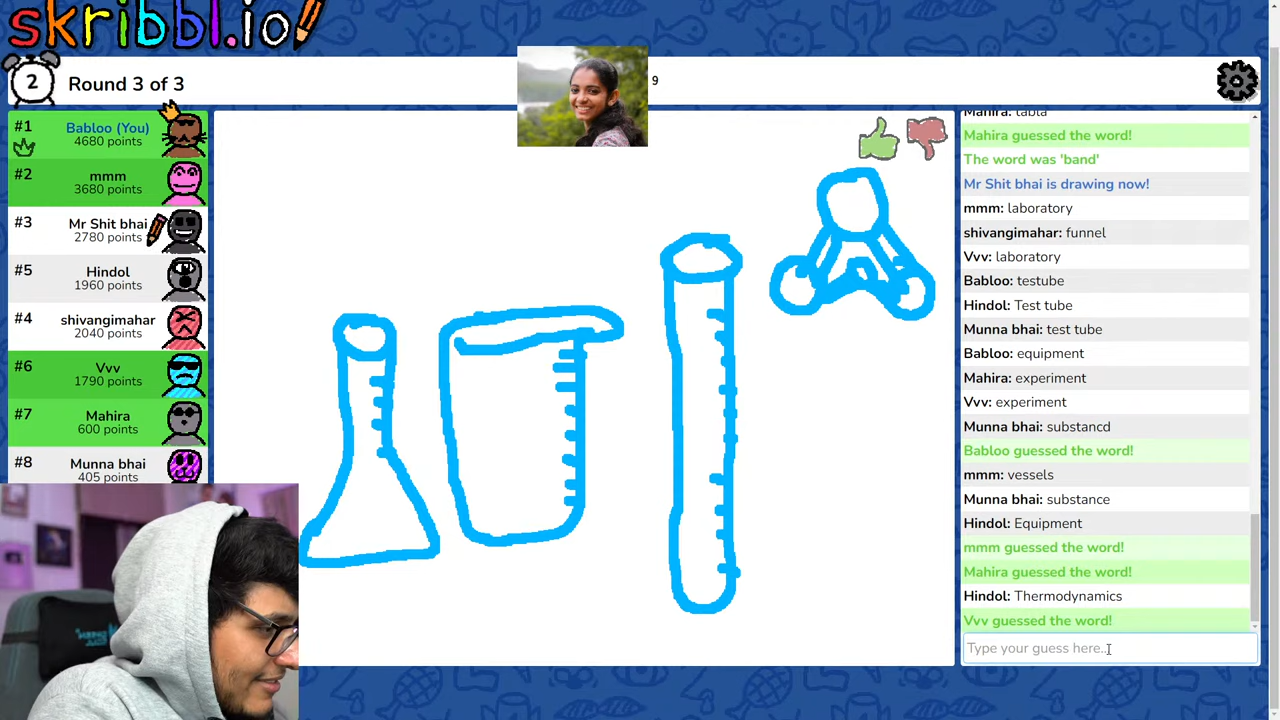 skribbl.io
2
Round 3 of 3
9
#1
Babloo (You)
4680 points
#2
mmm
3680 points
#3
Mr Shit bhai
2780 points
#5
Hindol
1960 points
#4
shivangimahar
2040 points
#6
Vvv
1790 points
#7
Mahira
600 points
#8
Munna bhai
405 points
Mahira: tabla
Mahira guessed the word!
The word was 'band'
Mr Shit bhai is drawing now!
mmm: laboratory
shivangimahar: funnel
Vvv: laboratory
Babloo: testube
Hindol: Test tube
Munna bhai: test tube
Babloo: equipment
Mahira: experiment
Vvv: experiment
Munna bhai: substancd
Babloo guessed the word!
mmm: vessels
Munna bhai: substance
Hindol: Equipment
mmm guessed the word!
Mahira guessed the word!
Hindol: Thermodynamics
Vvv guessed the word!
Type your guess here...